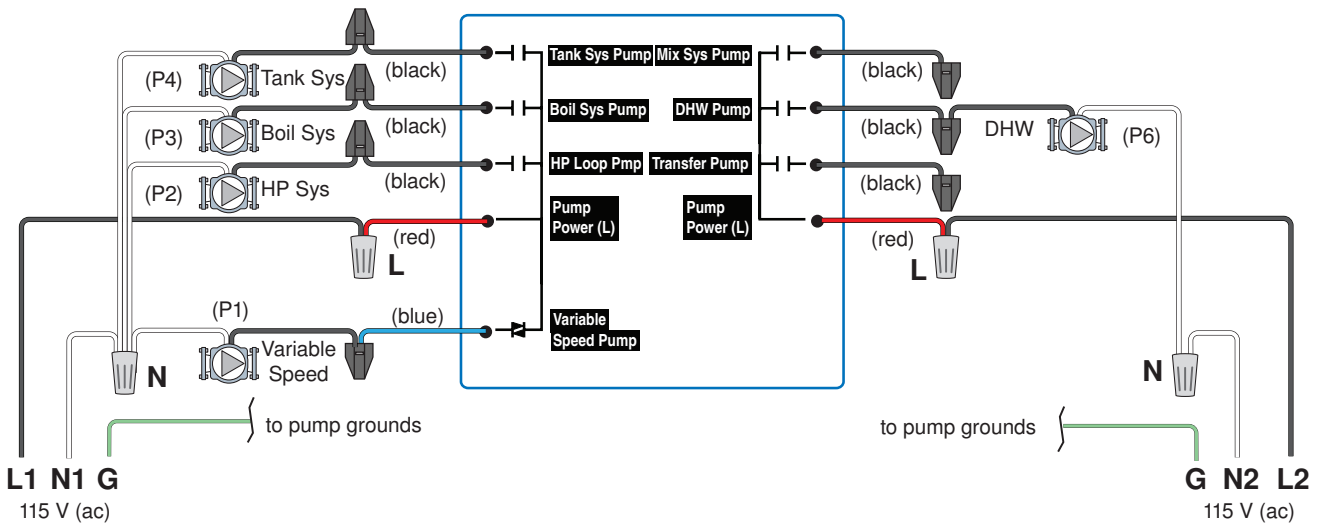 (P4) Tank Sys (black) Tank Sys Pump Mix Sys Pump (black)
(P3) Boil Sys (black) Boil Sys Pump DHW Pump (black) DHW (P6)
(P2) HP Sys (black) HP Loop Pmp Transfer Pump (black)
(red) L Pump
Power (L)
Pump
Power (L)
(red) L
(P1) Variable
Speed
(blue) Variable
Speed Pump
N
N
to pump grounds
to pump grounds
L1 N1 G
115 V (ac)
G N2 L2
115 V (ac)